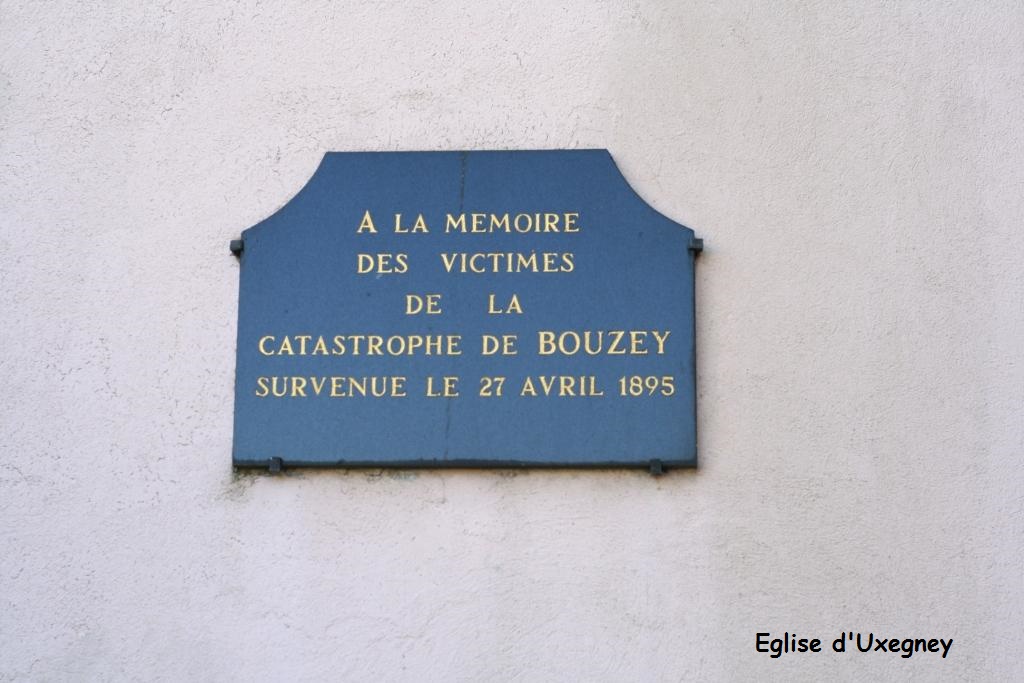 A LA MEMOIRE
DES VICTIMES
DE LA
CATASTROPHE DE BOUZEY
SURVENUE LE 27 AVRIL 1895
Eglise d'Uxegney